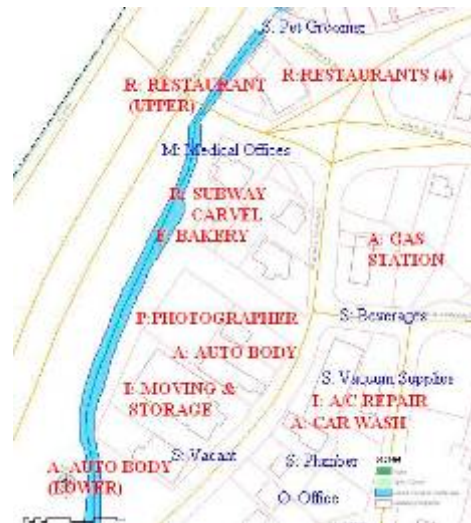 S: Pet Groomer
R: RESTAURANT
(UPPER)
R:RESTAURANTS (4)
M: Medical Offices
R: SUBWAY
CARVEL
F: BAKERY
A: GAS
STATION
P:PHOTOGRAPHER
S: Beverages
A: AUTO BODY
I: MOVING &
STORAGE
S: Vacuum Supplies
I: A/C REPAIR
A: CAR WASH
S: Vacant
S: Plumber
A: AUTO BODY
(LOWER)
O: Office